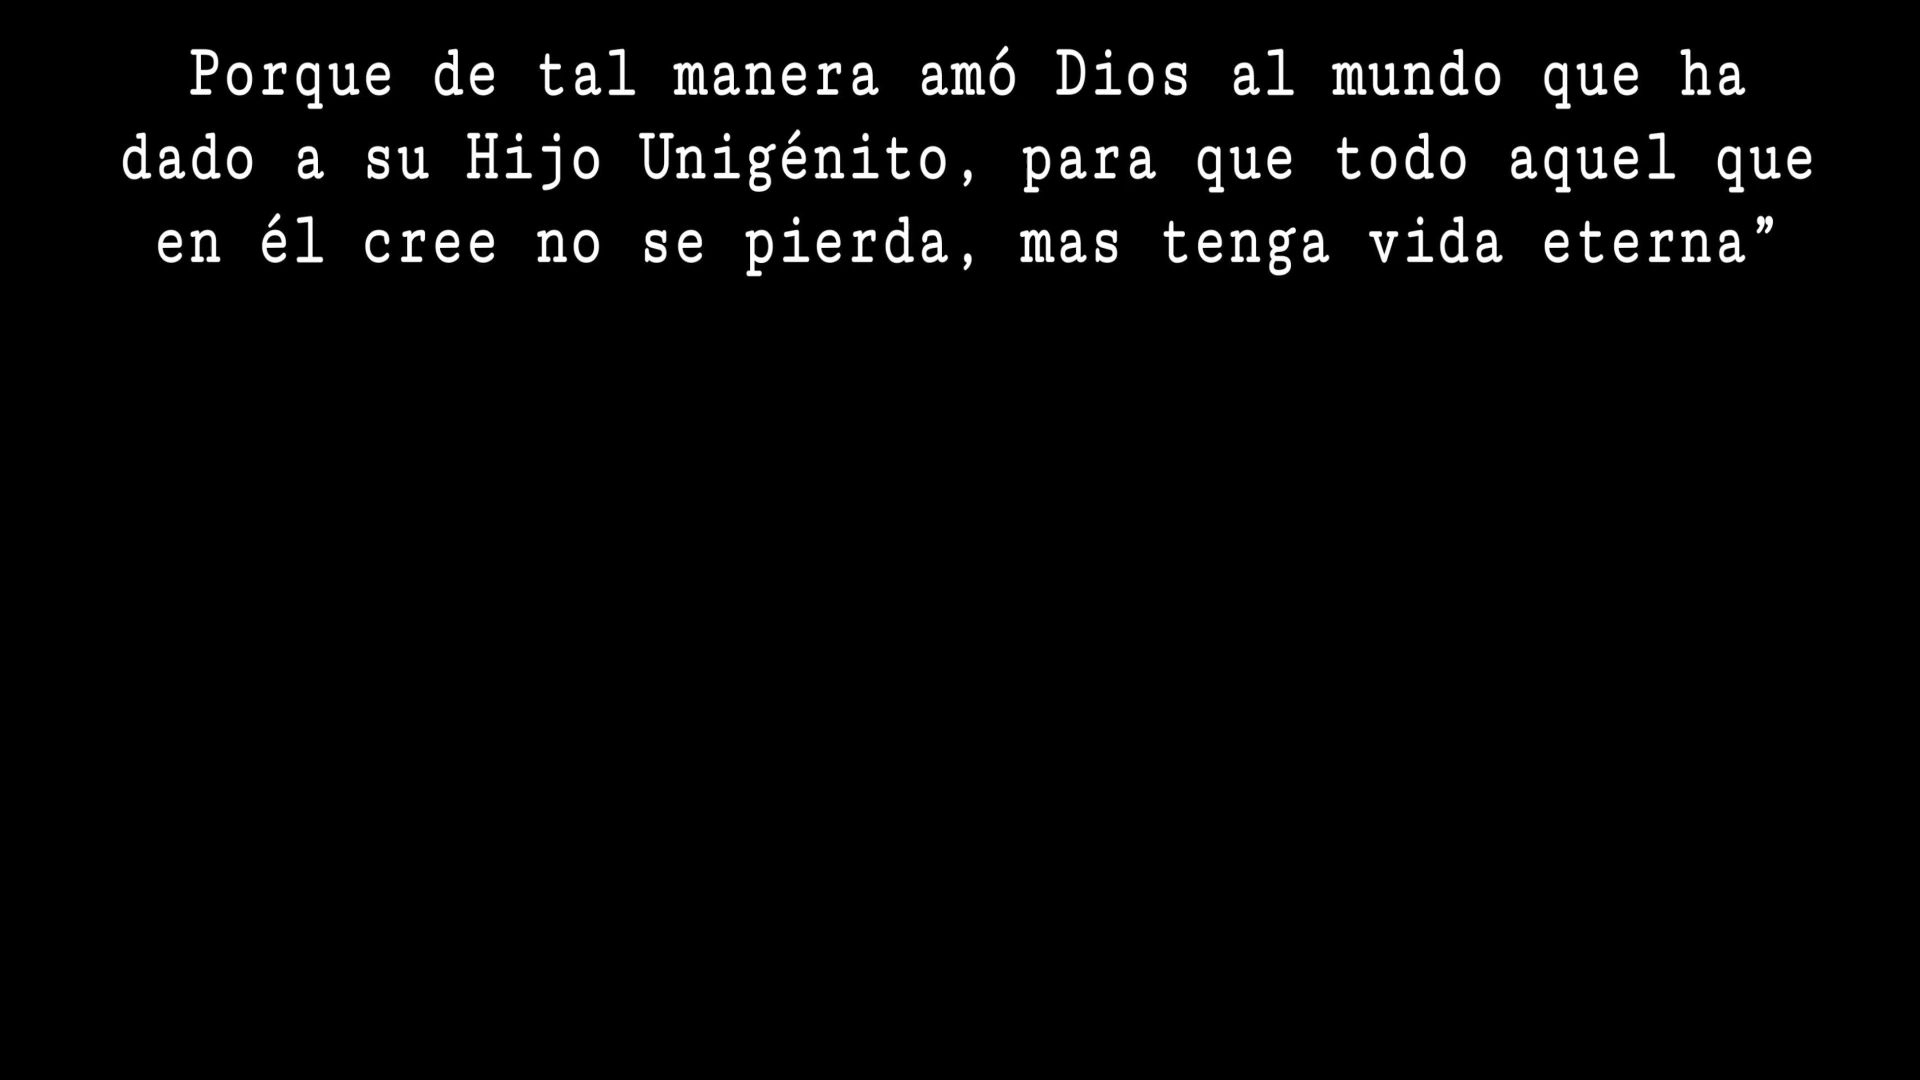 Porque de tal manera amó Dios al mundo que ha
dado a su Hijo Unigénito, para que todo aquel que
en él cree no se pierda, mas tenga vida eterna”